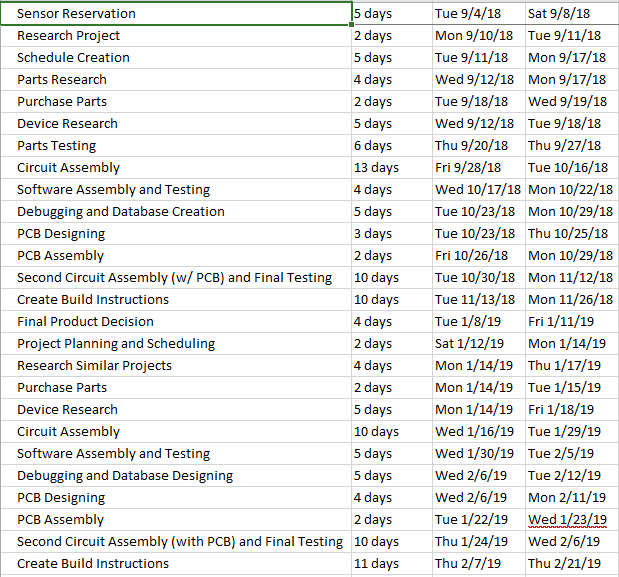 Sensor Reservation 5 days Tue 9/4/18 Sat 9/8/18
Research Project 2 days Mon 9/10/18 Tue 9/11/18
Schedule Creation 5 days Tue 9/11/18 Mon 9/17/18
Parts Research 4 days Wed 9/12/18 Mon 9/17/18
Purchase Parts 2 days Tue 9/18/18 Wed 9/19/18
Device Research 5 days Wed 9/12/18 Tue 9/18/18
Parts Testing 6 days Thu 9/20/18 Thu 9/27/18
Circuit Assembly 13 days Fri 9/28/18 Tue 10/16/18
Software Assembly and Testing 4 days Wed 10/17/18 Mon 10/22/18
Debugging and Database Creation 5 days Tue 10/23/18 Mon 10/29/18
PCB Designing 3 days Tue 10/23/18 Thu 10/25/18
PCB Assembly 2 days Fri 10/26/18 Mon 10/29/18
Second Circuit Assembly (w/ PCB) and Final Testing 10 days Tue 10/30/18 Mon 11/12/18
Create Build Instructions 10 days Tue 11/13/18 Mon 11/26/18
Final Product Decision 4 days Tue 1/8/19 Fri 1/11/19
Project Planning and Scheduling 2 days Sat 1/12/19 Mon 1/14/19
Research Similar Projects 4 days Mon 1/14/19 Thu 1/17/19
Purchase Parts 2 days Mon 1/14/19 Tue 1/15/19
Device Research 5 days Mon 1/14/19 Fri 1/18/19
Circuit Assembly 10 days Wed 1/16/19 Tue 1/29/19
Software Assembly and Testing 5 days Wed 1/30/19 Tue 2/5/19
Debugging and Database Designing 5 days Wed 2/6/19 Tue 2/12/19
PCB Designing 4 days Wed 2/6/19 Mon 2/11/19
PCB Assembly 2 days Tue 1/22/19 Wed 1/23/19
Second Circuit Assembly (with PCB) and Final Testing 10 days Thu 1/24/19 Wed 2/6/19
Create Build Instructions 11 days Thu 2/7/19 Thu 2/21/19